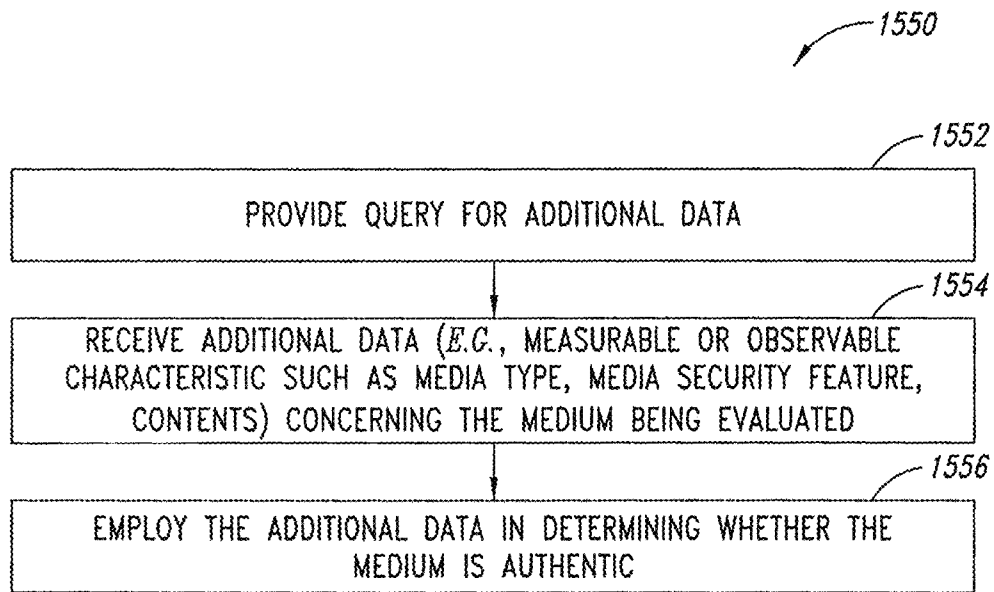 1550
1552
PROVIDE QUERY FOR ADDITIONAL DATA
1554
RECEIVE ADDITIONAL DATA (E.G., MEASURABLE OR OBSERVABLE
CHARACTERISTIC SUCH AS MEDIA TYPE, MEDIA SECURITY FEATURE,
CONTENTS) CONCERNING THE MEDIUM BEING EVALUATED
1556
EMPLOY THE ADDITIONAL DATA IN DETERMINING WHETHER THE
MEDIUM IS AUTHENTIC